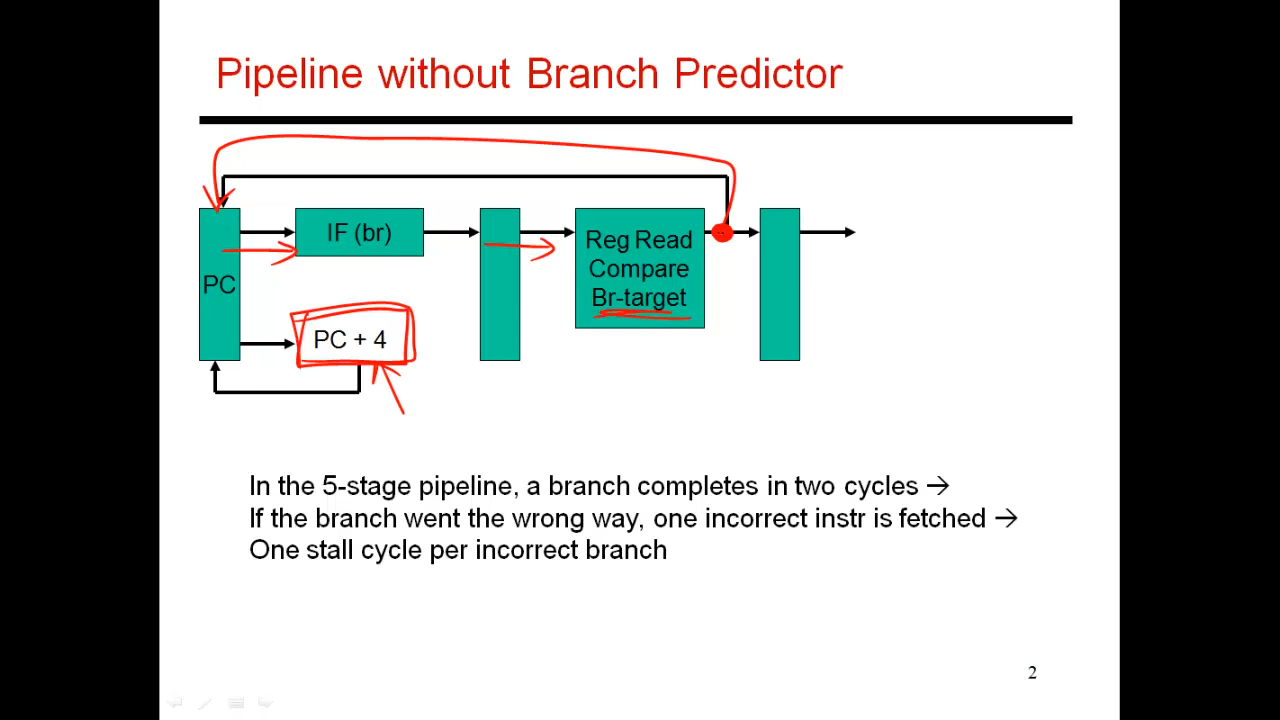 Pipeline without Branch Predictor
IF (br)
PC
Reg Read
Compare
Br-target
PC + 4
In the 5-stage pipeline, a branch completes in two cycles →
If the branch went the wrong way, one incorrect instr is fetched →
One stall cycle per incorrect branch
2